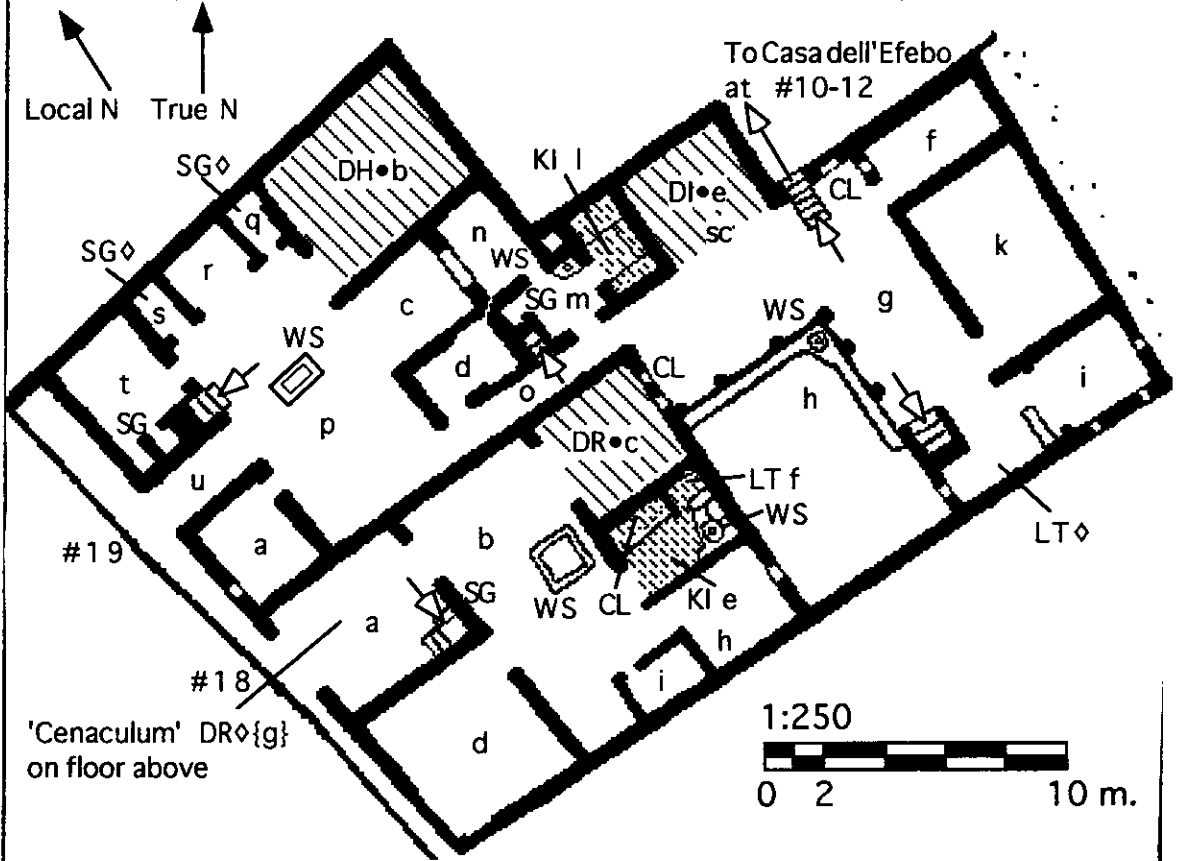 Local N
True N
To Casa dell'Efebo
at #10-12
SG◊
DH•b
KI l
DI•e
sc
CL
f
q
n
WS
SG◊
r
s
SG m
k
c
g
WS
WS
d
t
SG
o
CL
i
p
h
DR•c
u
LT f
WS
LT◊
a
b
#19
WS
CL
KI e
SG
a
h
#18
i
'Cenaculum' DR◊{g}
on floor above
d
1:250
0 2 10 m.